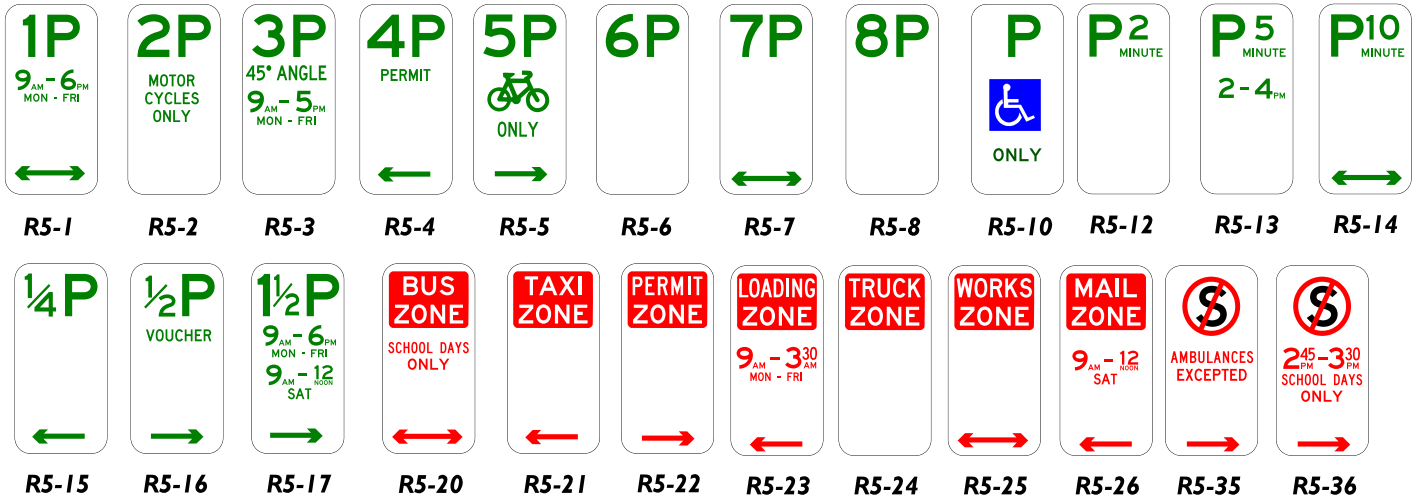 1P
9AM - 6PM
MON - FRI
R5-1
2P
MOTOR
CYCLES
ONLY
R5-2
3P
45° ANGLE
9AM - 5PM
MON - FRI
R5-3
4P
PERMIT
R5-4
5P
ONLY
R5-5
6P
R5-6
7P
R5-7
8P
R5-8
P
ONLY
R5-10
P 2
MINUTE
R5-12
P 5
MINUTE
2-4PM
R5-13
P10
MINUTE
R5-14
¼P
R5-15
½P
VOUCHER
R5-16
1½P
9AM - 6PM
MON - FRI
9AM - 12NOON
SAT
R5-17
BUS
ZONE
SCHOOL DAYS
ONLY
R5-20
TAXI
ZONE
R5-21
PERMIT
ZONE
R5-22
LOADING
ZONE
9AM - 330AM
MON - FRI
R5-23
TRUCK
ZONE
R5-24
WORKS
ZONE
R5-25
MAIL
ZONE
9AM - 12NOON
SAT
R5-26
S
AMBULANCES
EXCEPTED
R5-35
S
245PM-330PM
SCHOOL DAYS
ONLY
R5-36